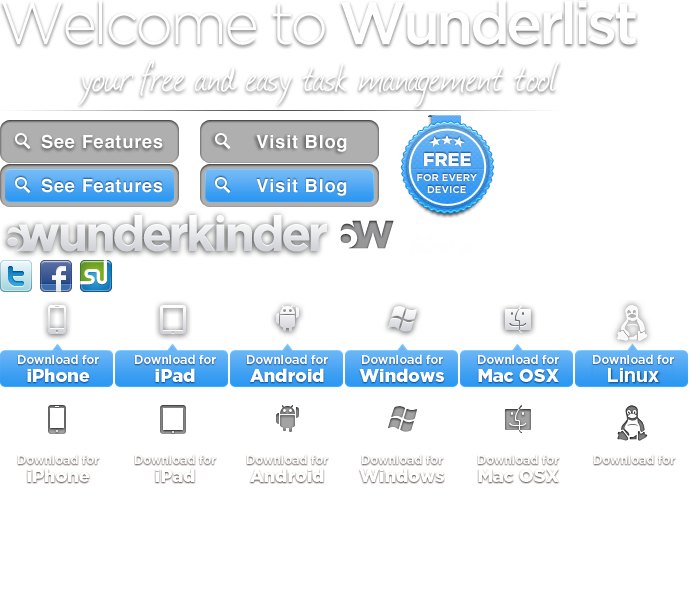 Welcome to Wunderlist
your free and easy task management tool
See Features
Visit Blog
See Features
Visit Blog
FREE
FOR EVERY
DEVICE
6wunderkinder
6W
Download for
iPhone
Download for
iPad
Download for
Android
Download for
Windows
Download for
Mac OSX
Download for
Linux
Download for
iPhone
Download for
iPad
Download for
Android
Download for
Windows
Download for
Mac OSX
Download for